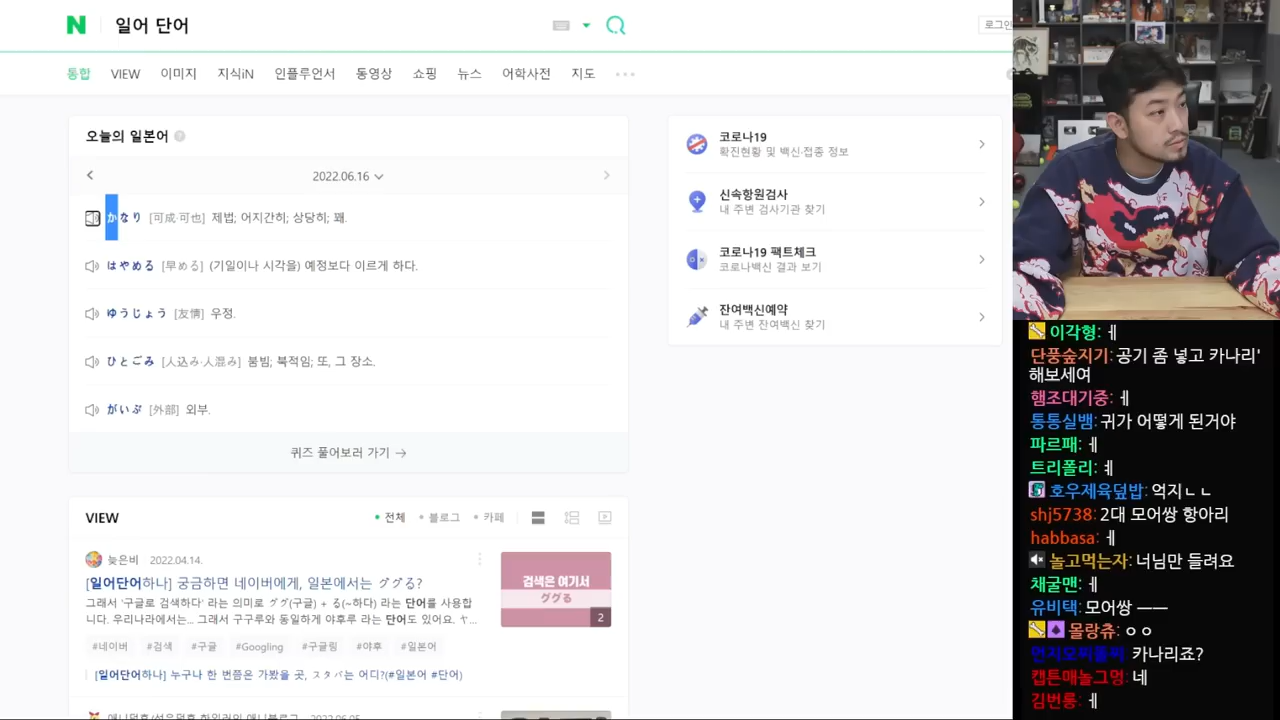 N 일어 단어
로그인
통합 VIEW 이미지 지식iN 인플루언서 동영상 쇼핑 뉴스 어학사전 지도
오늘의 일본어 ?
2022.06.16
かなり [可成·可也] 제법; 어지간히; 상당히; 꽤.
はやめる [早める] (기일이나 시각을) 예정보다 이르게 하다.
ゆうじょう [友情] 우정.
ひとごみ [人込み·人混み] 붐빔; 북적임; 또, 그 장소.
がいぶ [外部] 외부.
퀴즈 풀어보러 가기 →
코로나19
확진현황 및 백신·접종 정보
신속항원검사
내 주변 검사기관 찾기
코로나19 팩트체크
코로나백신 결과 보기
잔여백신예약
내 주변 잔여백신 찾기
VIEW
전체 블로그 카페
늦은비 2022.04.14.
[일어단어하나] 궁금하면 네이버에게, 일본에서는 ググる?
그래서 '구글로 검색하다' 라는 의미로 ググ(구글) + る(~하다) 라는 단어를 사용합
니다. 우리나라에서는... 그래서 구구루와 동일하게 야후루 라는 단어도 있어요.
#네이버 #검색 #구글 #Googling #구글링 #야후 #일본어
[일어단어하나] 누구나 한 번쯤은 가봤을 곳, スタバ는 어디?(#일본어 #단어)
검색은 여기서
ググる
2
이각형: ㅔ
단풍숲지기: 공기 좀 넣고 카나리'
해보세여
햄조대기중: ㅔ
통통실뱀: 귀가 어떻게 된거야
파르패: ㅔ
트리폴리: ㅔ
호우제육덮밥: 억지ㄴㄴ
shj5738: 2대 모어쌍 항아리
habbasa: ㅔ
놀고먹는자: 너님만 들려요
채굴맨: ㅔ
유비택: 모어쌍 ㅡㅡ
몰랑츄: ㅇㅇ
카나리죠?
캡틴매놀그멍: 네
김번룽: ㅔ